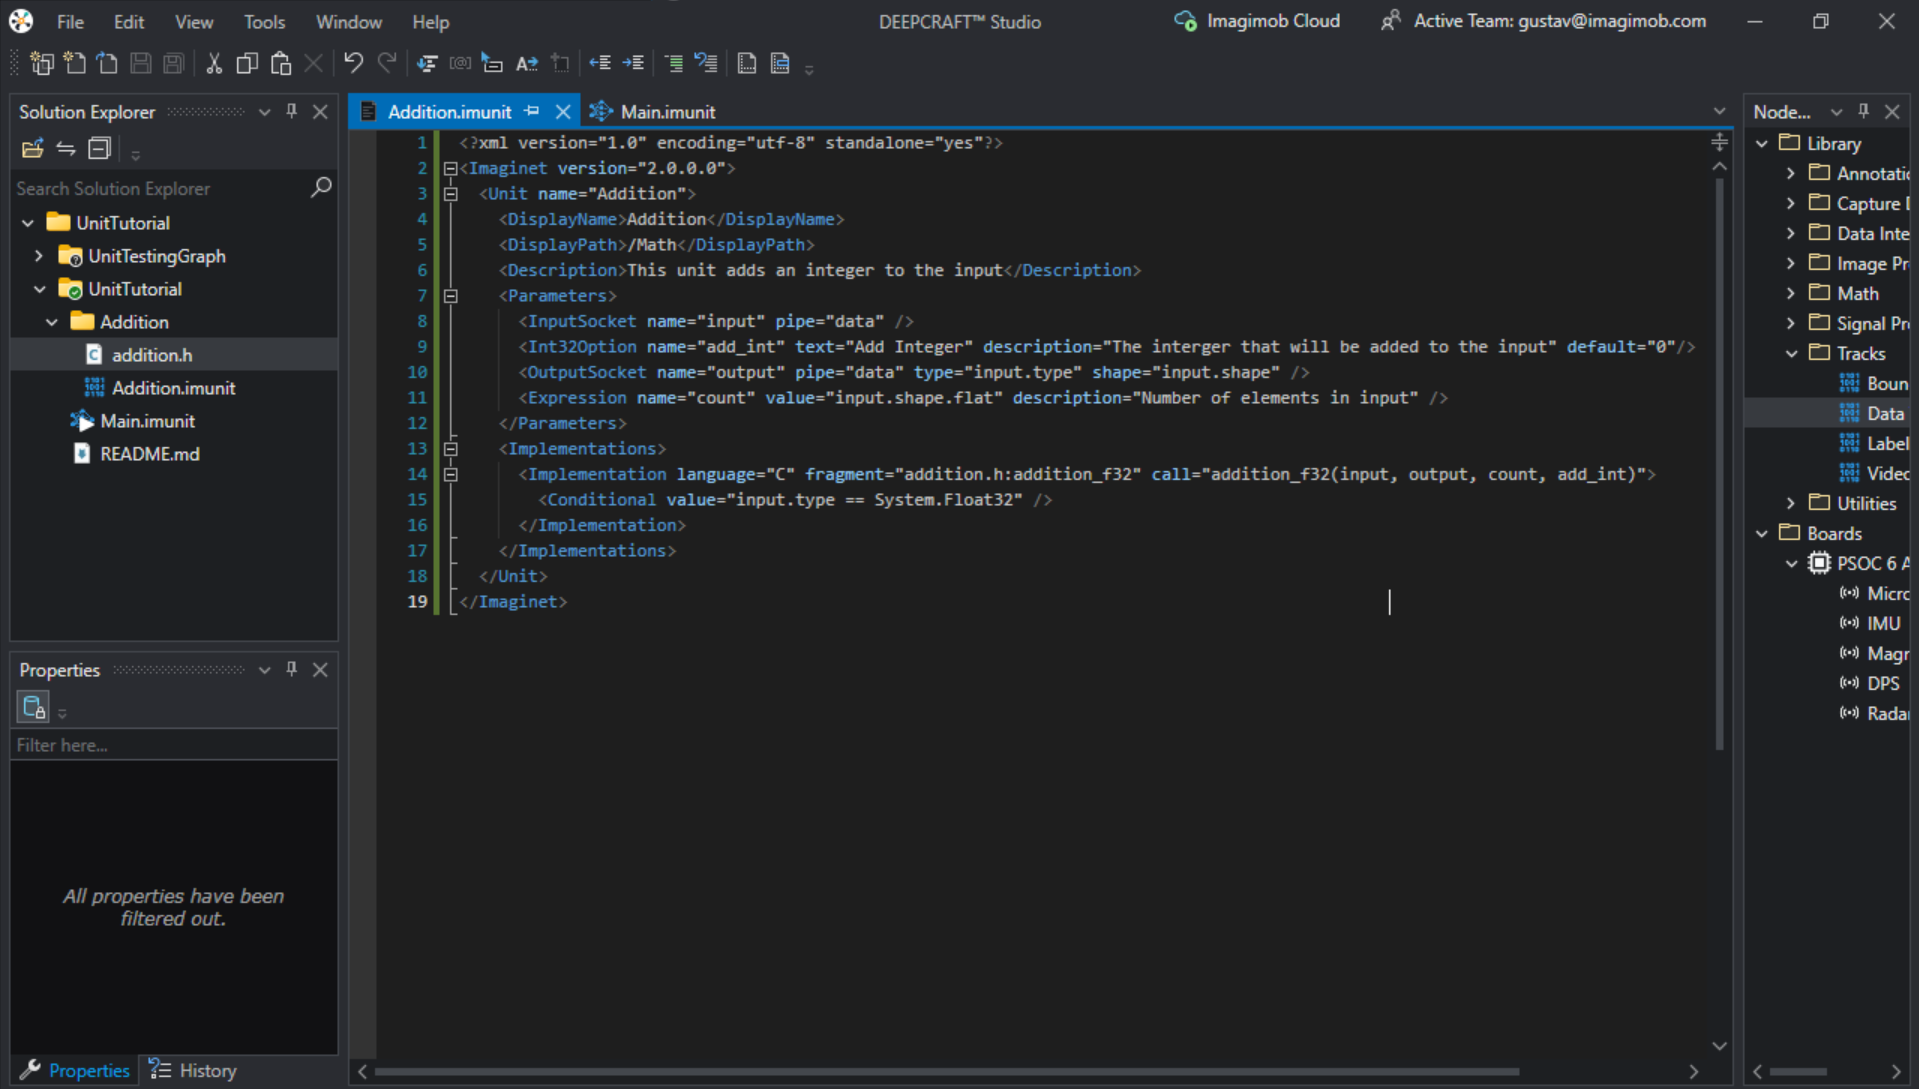 File Edit View Tools Window Help
DEEPCRAFT™ Studio
Imagimob Cloud
Active Team: gustav@imagimob.com
Solution Explorer
Search Solution Explorer
UnitTutorial
UnitTestingGraph
UnitTutorial
Addition
addition.h
Addition.imunit
Main.imunit
README.md
Properties
Filter here...
All properties have been
filtered out.
Properties
History
Addition.imunit
Main.imunit
1 <?xml version="1.0" encoding="utf-8" standalone="yes"?>
2 <Imaginet version="2.0.0.0">
3 <Unit name="Addition">
4 <DisplayName>Addition</DisplayName>
5 <DisplayPath>/Math</DisplayPath>
6 <Description>This unit adds an integer to the input</Description>
7 <Parameters>
8 <InputSocket name="input" pipe="data" />
9 <Int32Option name="add_int" text="Add Integer" description="The interger that will be added to the input" default="0"/>
10 <OutputSocket name="output" pipe="data" type="input.type" shape="input.shape" />
11 <Expression name="count" value="input.shape.flat" description="Number of elements in input" />
12 </Parameters>
13 <Implementations>
14 <Implementation language="C" fragment="addition.h:addition_f32" call="addition_f32(input, output, count, add_int)">
15 <Conditional value="input.type == System.Float32" />
16 </Implementation>
17 </Implementations>
18 </Unit>
19 </Imaginet>
Node...
Library
Annotati
Capture
Data Inte
Image Pr
Math
Signal Pr
Tracks
Boun
Data
Label
Video
Utilities
Boards
PSOC 6 A
Micro
IMU
Magn
DPS
Radar